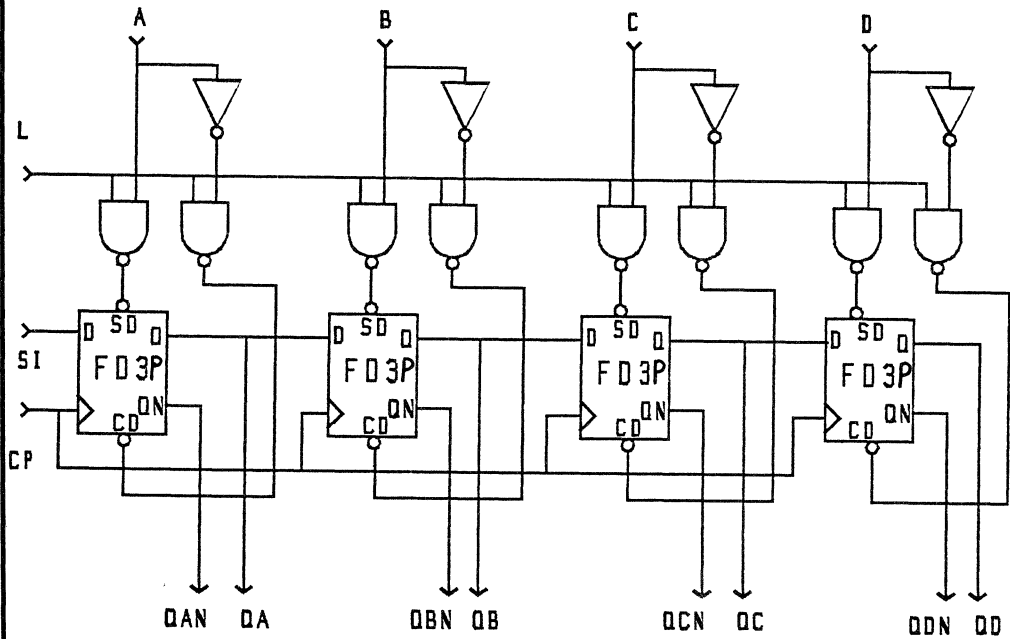 A B C D
L
SD SD SD SD
D Q D Q D Q D Q
SI
FD3P FD3P FD3P FD3P
QN QN QN QN
CD CD CD CD
CP
QAN QA QBN QB QCN QC QDN QD